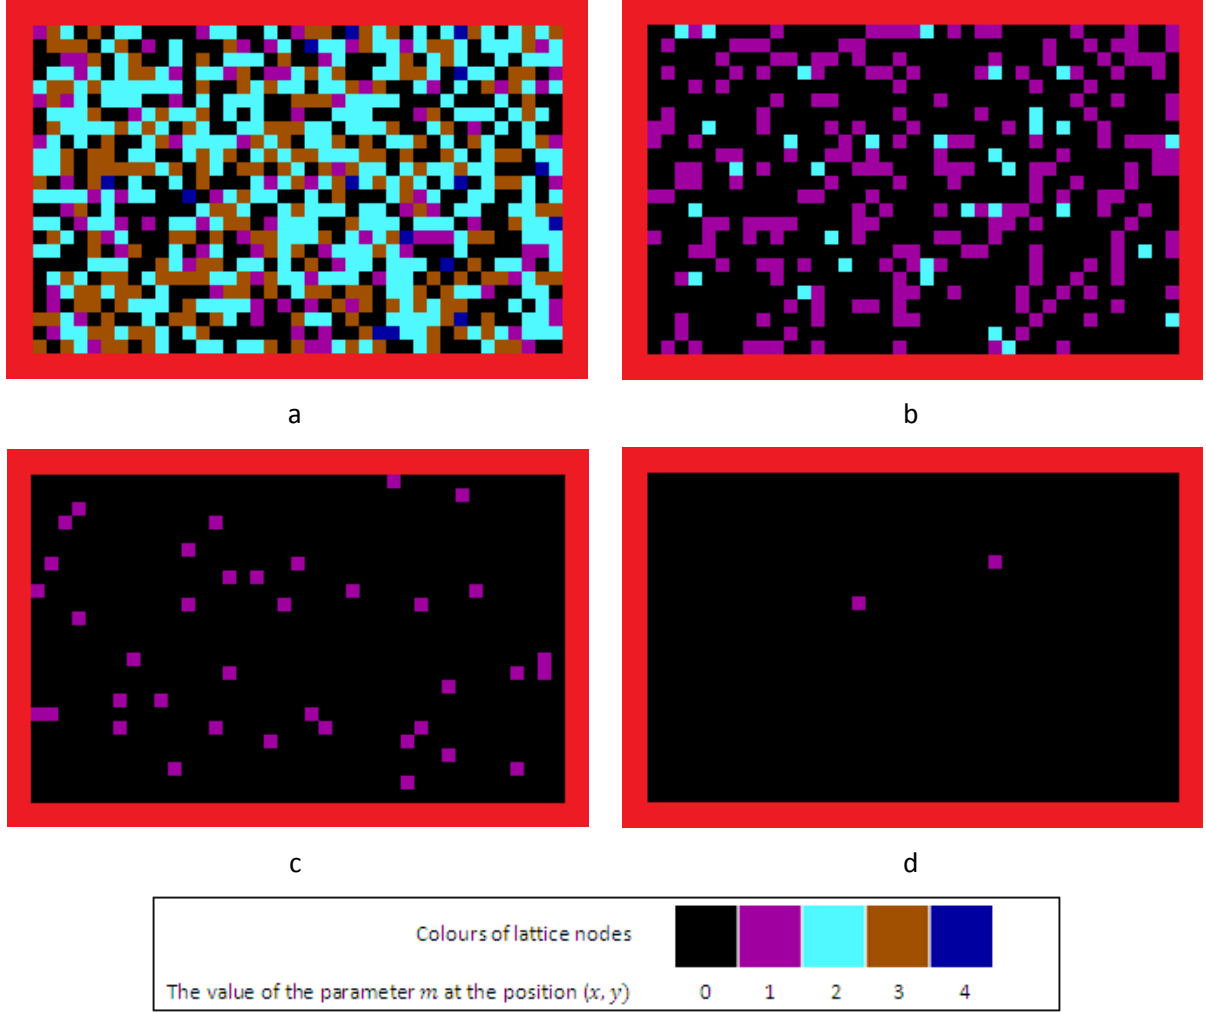 a
b
c
d
Colours of lattice nodes
The value of the parameter m at the position (x, y) 0 1 2 3 4